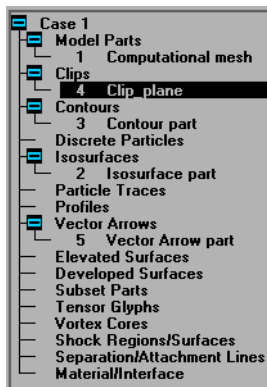 Case 1
Model Parts
1 Computational mesh
Clips
4 Clip_plane
Contours
3 Contour part
Discrete Particles
Isosurfaces
2 Isosurface part
Particle Traces
Profiles
Vector Arrows
5 Vector Arrow part
Elevated Surfaces
Developed Surfaces
Subset Parts
Tensor Glyphs
Vortex Cores
Shock Regions/Surfaces
Separation/Attachment Lines
Material/Interface